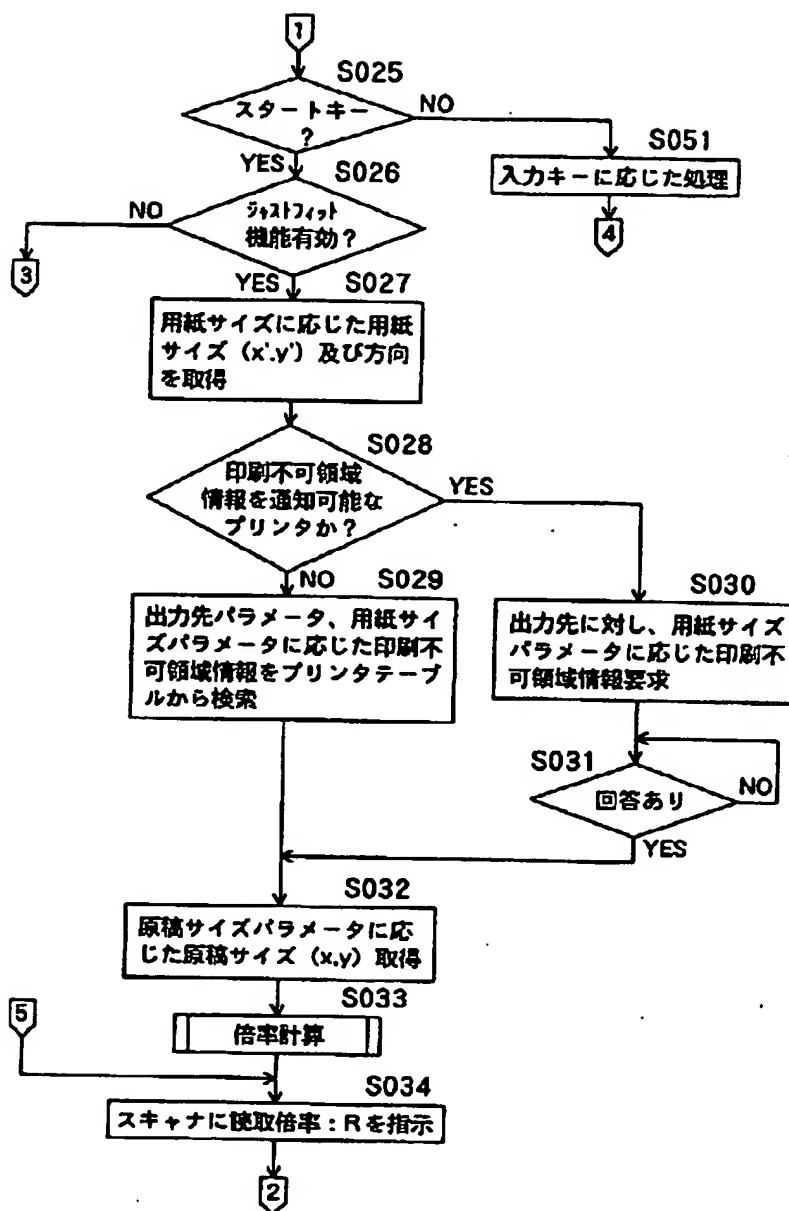 1
S025
スタートキー
?
NO
YES
S051
入力キーに応じた処理
4
S026
ジャストフィット
機能有効?
NO
3
YES
S027
用紙サイズに応じた用紙
サイズ (x',y') 及び方向
を取得
S028
印刷不可領域
情報を通知可能な
プリンタか?
YES
NO
S029
出力先パラメータ、用紙サイ
ズパラメータに応じた印刷不
可領域情報をプリンタテーブ
ルから検索
S030
出力先に対し、用紙サイズ
パラメータに応じた印刷不
可領域情報要求
S031
回答あり
NO
YES
S032
原稿サイズパラメータに応
じた原稿サイズ (x,y) 取得
S033
倍率計算
5
S034
スキャナに読取倍率:Rを指示
2